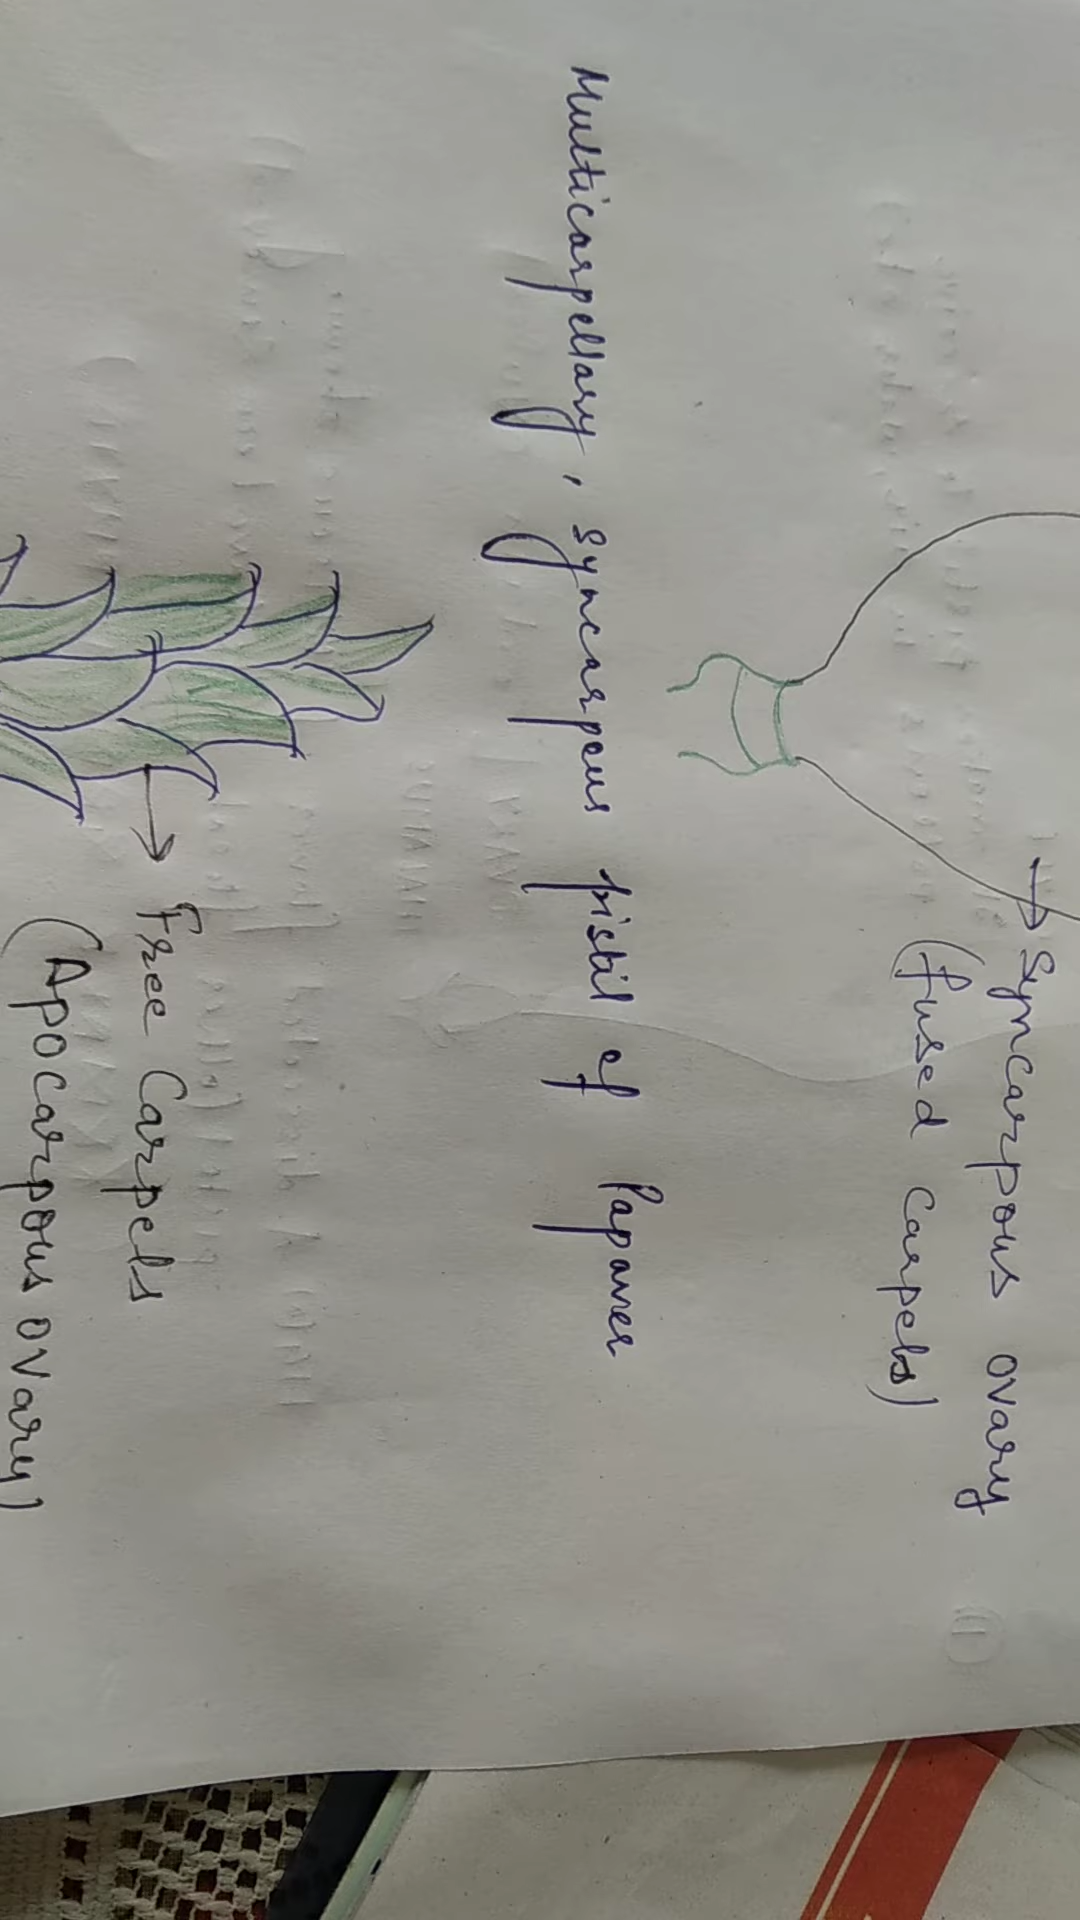 Syncarpous ovary
(fused carpels)
Multicarpellary, syncarpous pistil of Papaver
Free Carpels
(Apocarpous ovary)